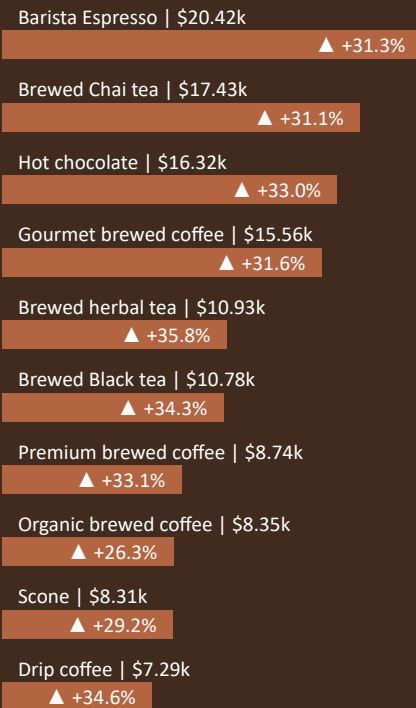 Barista Espresso | $20.42k
▲ +31.3%
Brewed Chai tea | $17.43k
▲ +31.1%
Hot chocolate | $16.32k
▲ +33.0%
Gourmet brewed coffee | $15.56k
▲ +31.6%
Brewed herbal tea | $10.93k
▲ +35.8%
Brewed Black tea | $10.78k
▲ +34.3%
Premium brewed coffee | $8.74k
▲ +33.1%
Organic brewed coffee | $8.35k
▲ +26.3%
Scone | $8.31k
▲ +29.2%
Drip coffee | $7.29k
▲ +34.6%